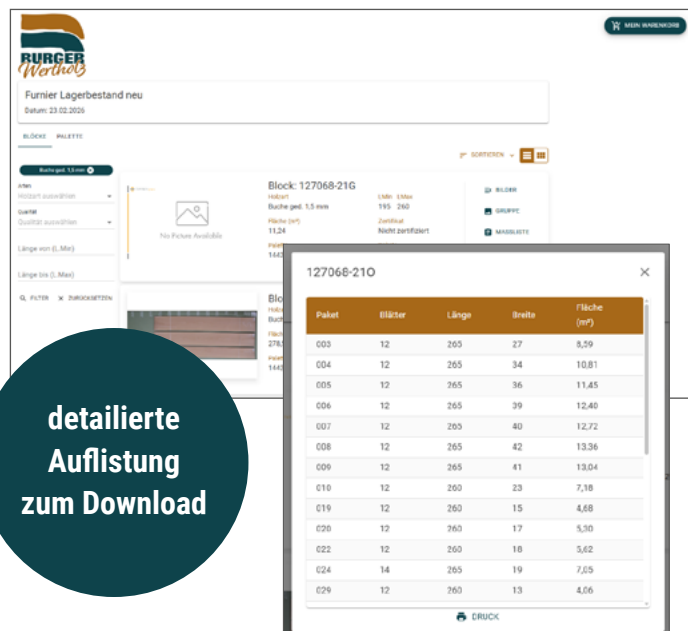 BURGER
Wertholz
MEIN WARENKORB
Furnier Lagerbestand neu
Datum: 23.02.2026
BLÖCKE PALETTE
SORTIEREN
Buche ged. 1,5 mm
Arten
Holzart auswählen
Qualität
Qualität auswählen
Länge von (L.Min)
Länge bis (L.Max)
FILTER ZURÜCKSETZEN
No Picture Available
Block: 127068-21G
Holzart LMin LMax
Buche ged. 1,5 mm 195 260
Fläche (m²) Zertifikat
11,24 Nicht zertifiziert
BILDER
GRUPPE
MASSLISTE
detailierte
Auflistung
zum Download
127068-21O
Paket Blätter Länge Breite Fläche
(m²)
003 12 265 27 8,59
004 12 265 34 10,81
005 12 265 36 11,45
006 12 265 39 12,40
007 12 265 40 12,72
008 12 265 42 13,36
009 12 265 41 13,04
010 12 260 23 7,18
019 12 260 15 4,68
020 12 260 17 5,30
022 12 260 18 5,62
024 14 265 19 7,05
029 12 260 13 4,06
DRUCK